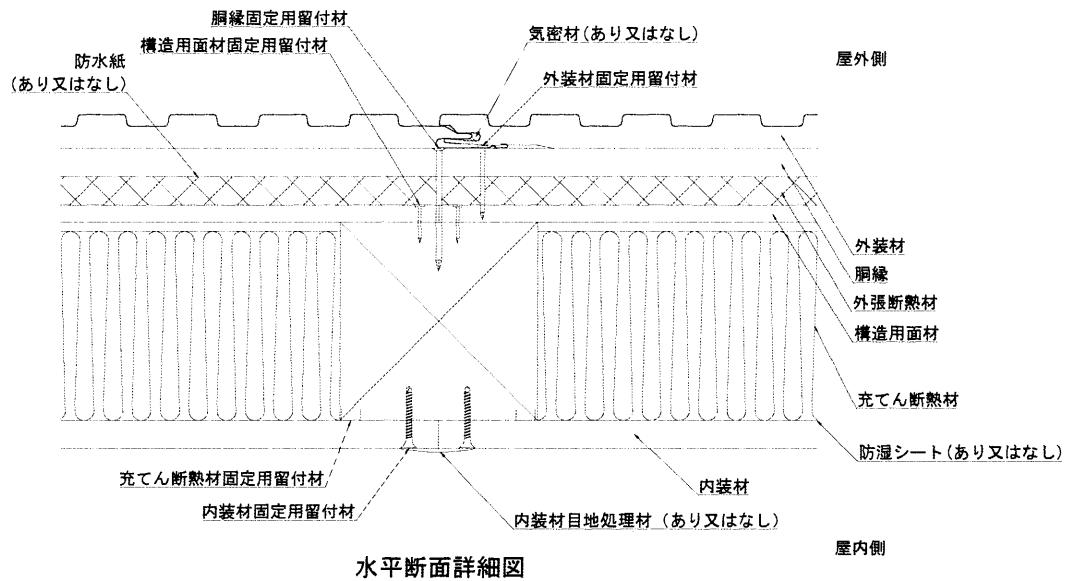 胴縁固定用留付材
構造用面材固定用留付材
気密材(あり又はなし)
屋外側
防水紙
(あり又はなし)
外装材固定用留付材
外装材
胴縁
外張断熱材
構造用面材
充てん断熱材
防湿シート(あり又はなし)
充てん断熱材固定用留付材
内装材
内装材固定用留付材
内装材目地処理材(あり又はなし)
屋内側
水平断面詳細図